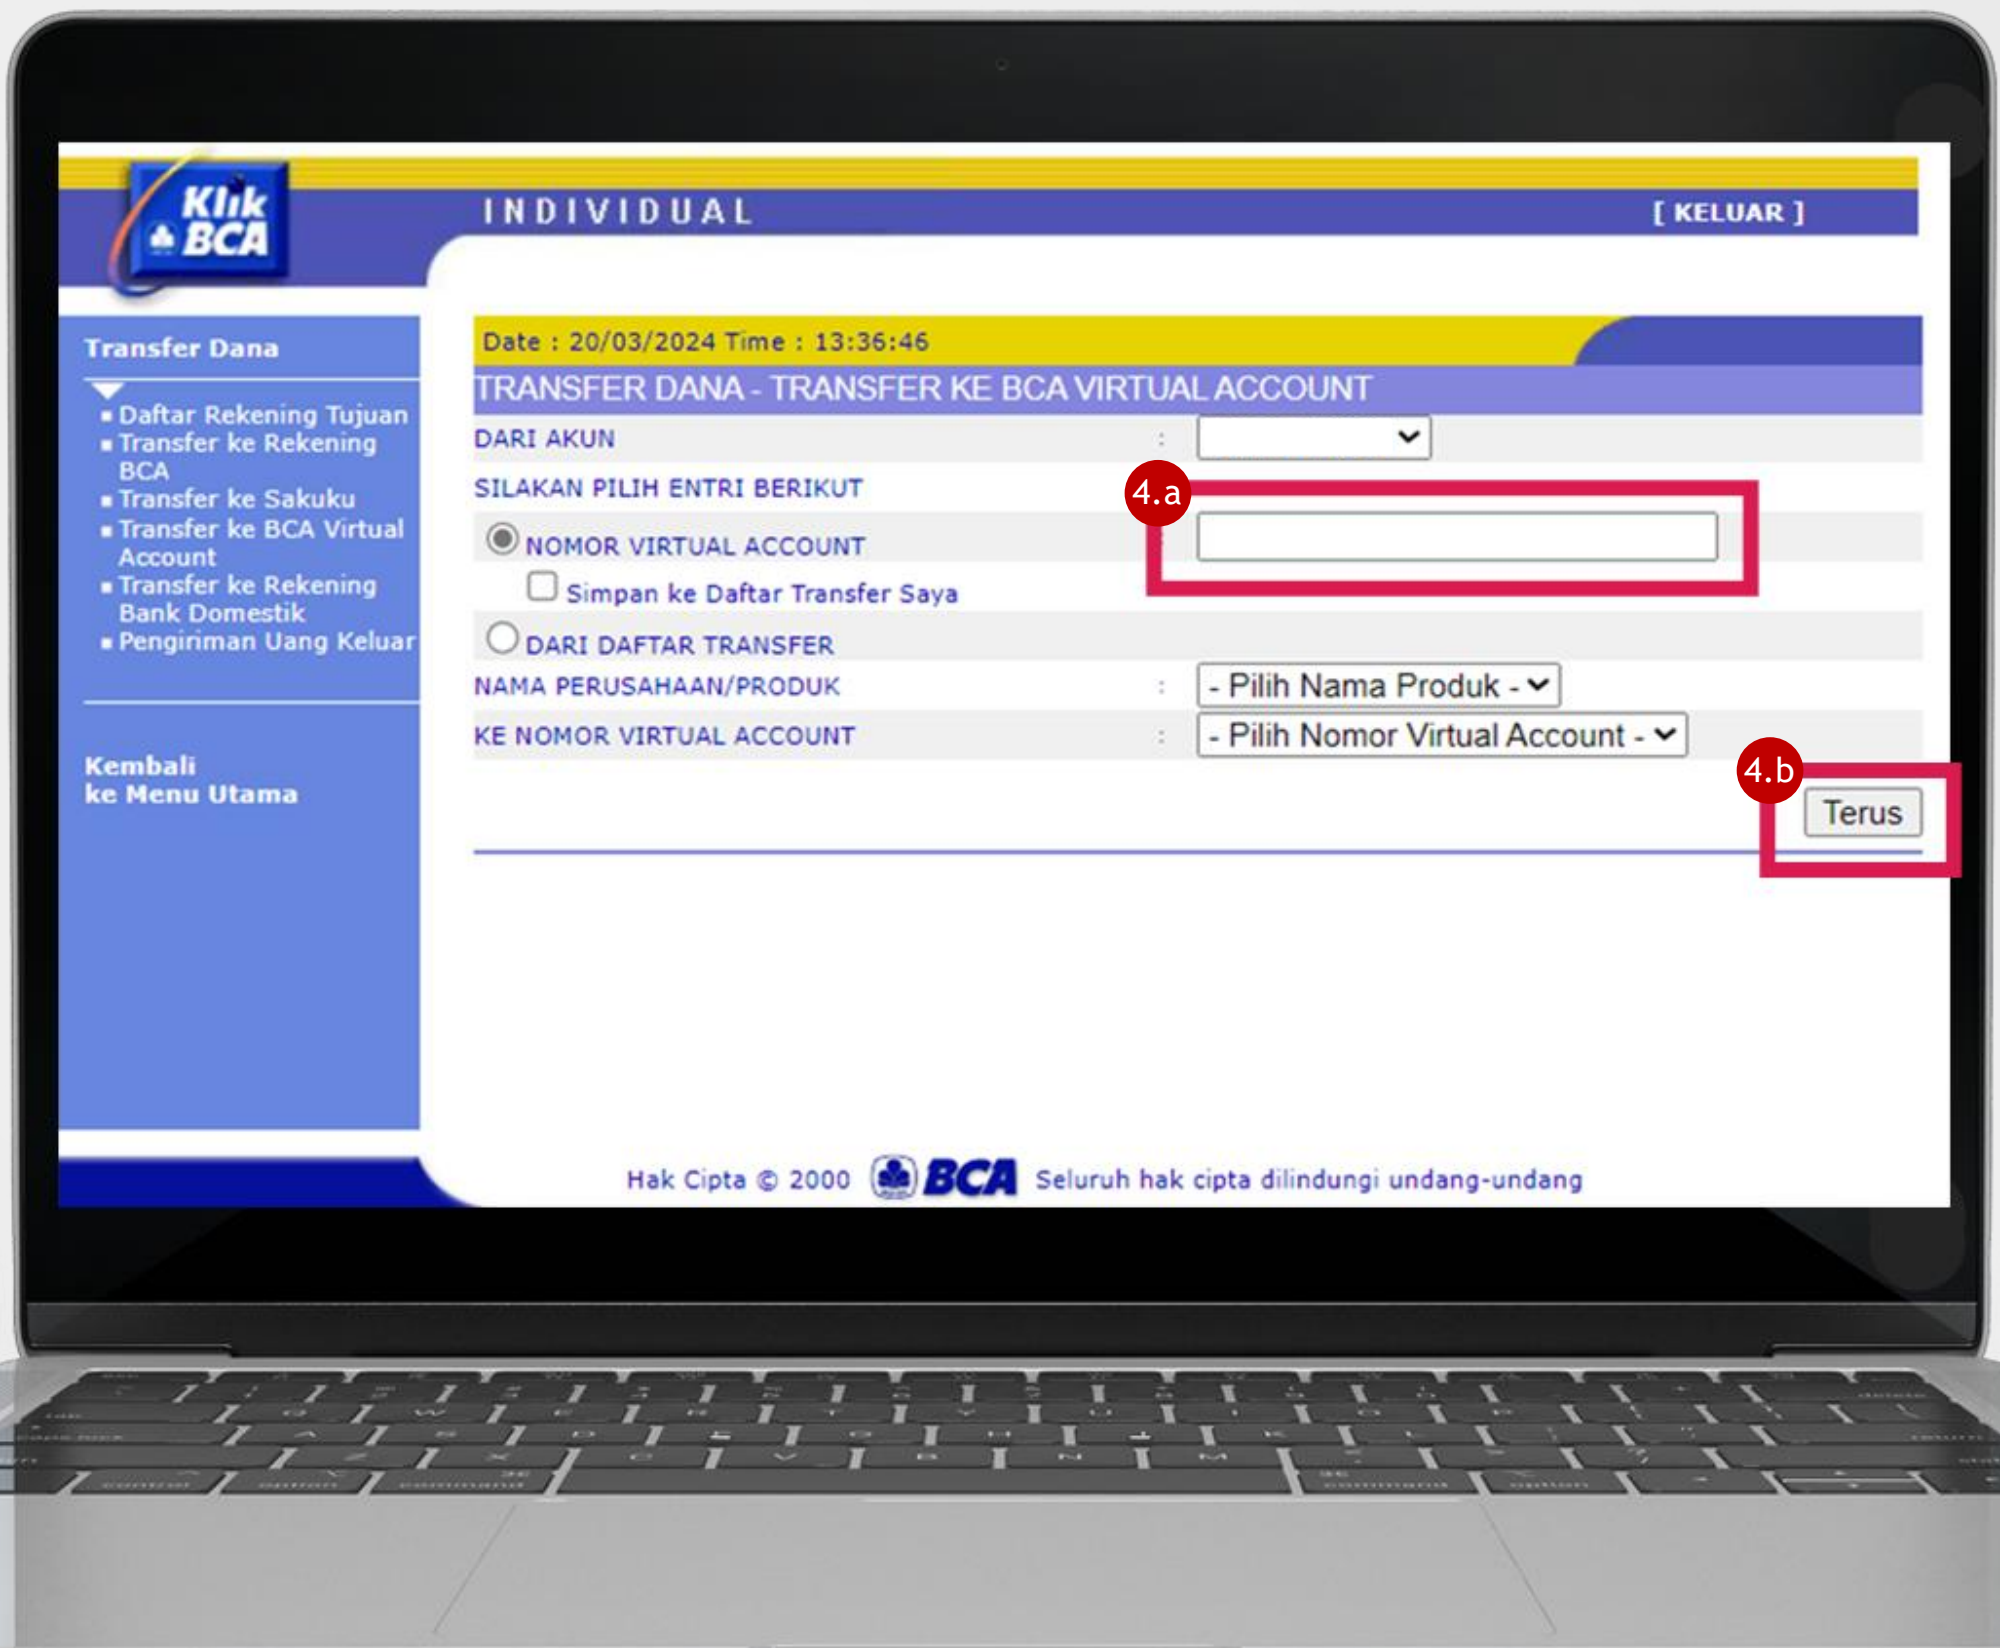 Klik
BCA
INDIVIDUAL
[ KELUAR ]
Transfer Dana
Daftar Rekening Tujuan
Transfer ke Rekening
BCA
Transfer ke Sakuku
Transfer ke BCA Virtual
Account
Transfer ke Rekening
Bank Domestik
Pengiriman Uang Keluar
Kembali
ke Menu Utama
Date : 20/03/2024 Time : 13:36:46
TRANSFER DANA - TRANSFER KE BCA VIRTUAL ACCOUNT
DARI AKUN :
SILAKAN PILIH ENTRI BERIKUT
4.a
NOMOR VIRTUAL ACCOUNT
Simpan ke Daftar Transfer Saya
DARI DAFTAR TRANSFER
NAMA PERUSAHAAN/PRODUK : - Pilih Nama Produk -
KE NOMOR VIRTUAL ACCOUNT : - Pilih Nomor Virtual Account -
4.b
Terus
Hak Cipta © 2000 BCA Seluruh hak cipta dilindungi undang-undang